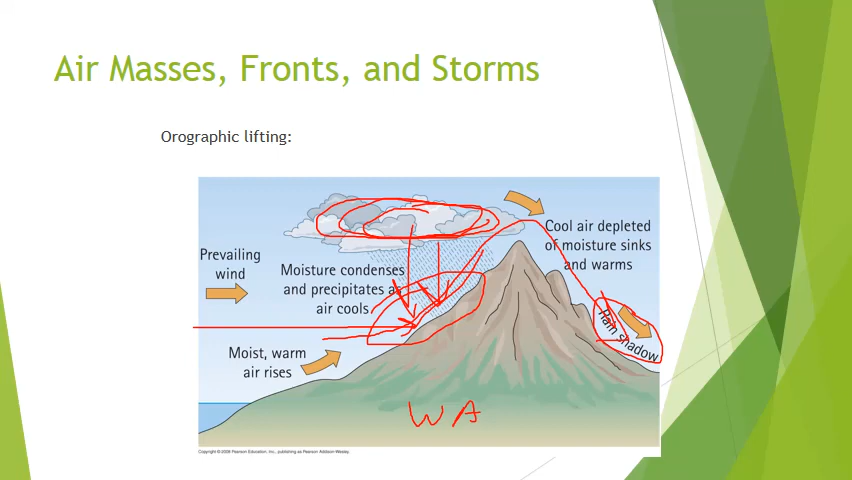 Air Masses, Fronts, and Storms
Orographic lifting:
Prevailing
wind
Moisture condenses
and precipitates as
air cools
Moist, warm
air rises
Cool air depleted
of moisture sinks
and warms
Rain shadow
WA
Copyright © 2008 Pearson Education, Inc., publishing as Pearson Addison-Wesley.